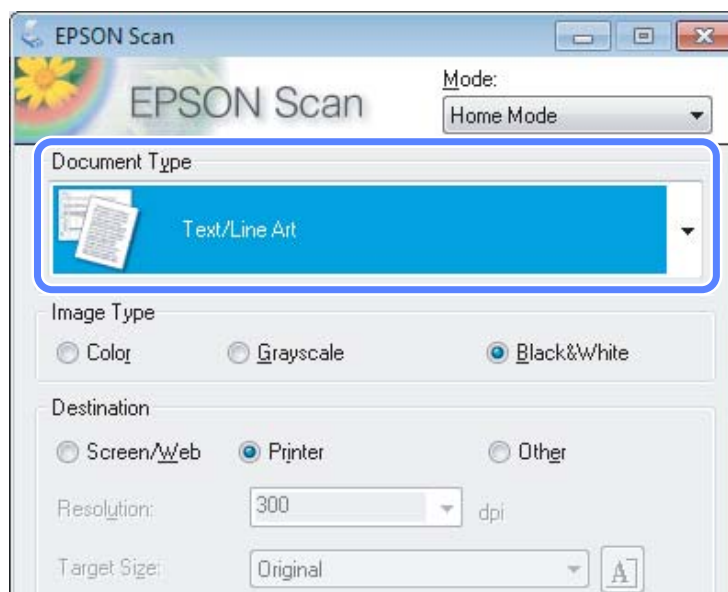 EPSON Scan
EPSON Scan
Mode:
Home Mode
Document Type
Text/Line Art
Image Type
Color Grayscale Black&White
Destination
Screen/Web Printer Other
Resolution: 300 dpi
Target Size: Original A